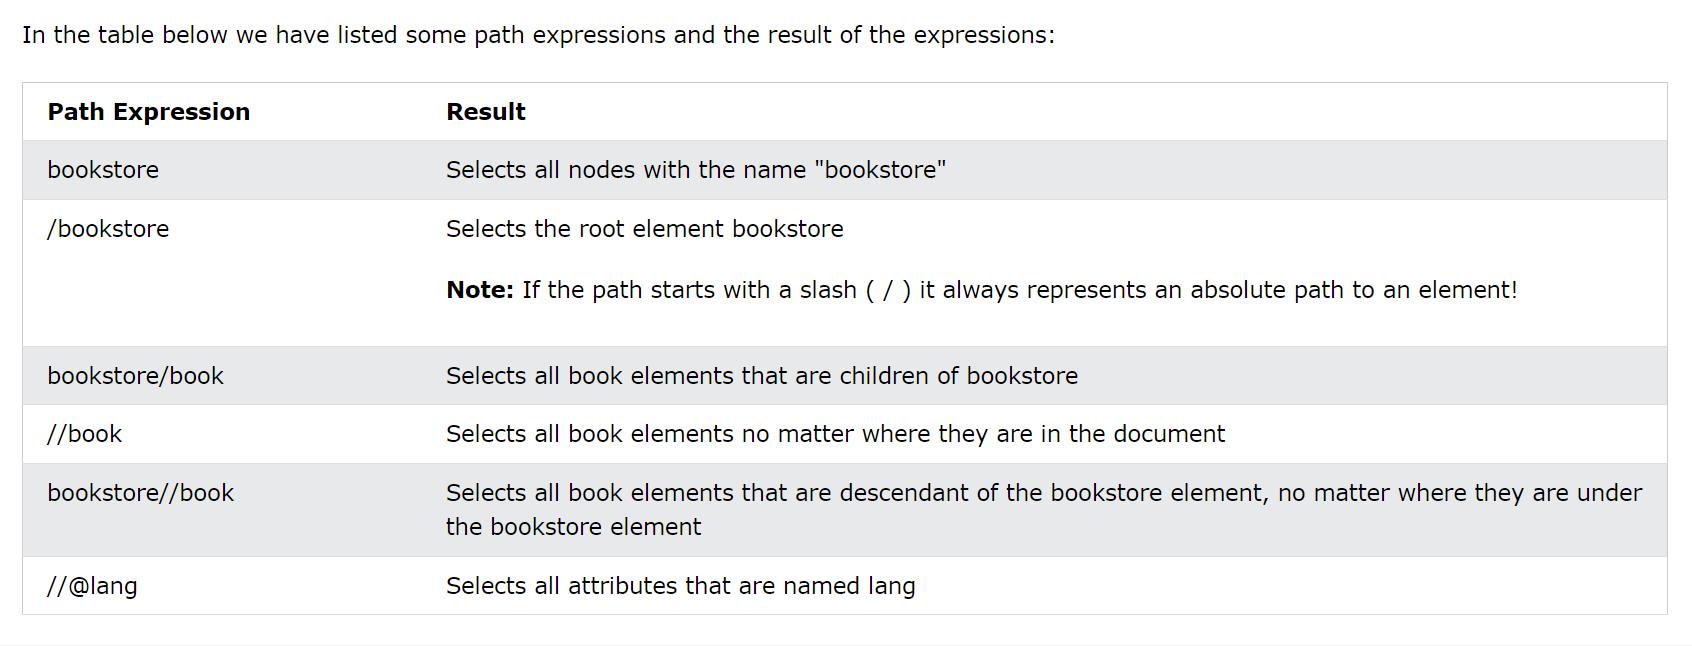 In the table below we have listed some path expressions and the result of the expressions:
Path Expression Result
bookstore Selects all nodes with the name "bookstore"
/bookstore Selects the root element bookstore
Note: If the path starts with a slash ( / ) it always represents an absolute path to an element!
bookstore/book Selects all book elements that are children of bookstore
//book Selects all book elements no matter where they are in the document
bookstore//book Selects all book elements that are descendant of the bookstore element, no matter where they are under
the bookstore element
//@lang Selects all attributes that are named lang